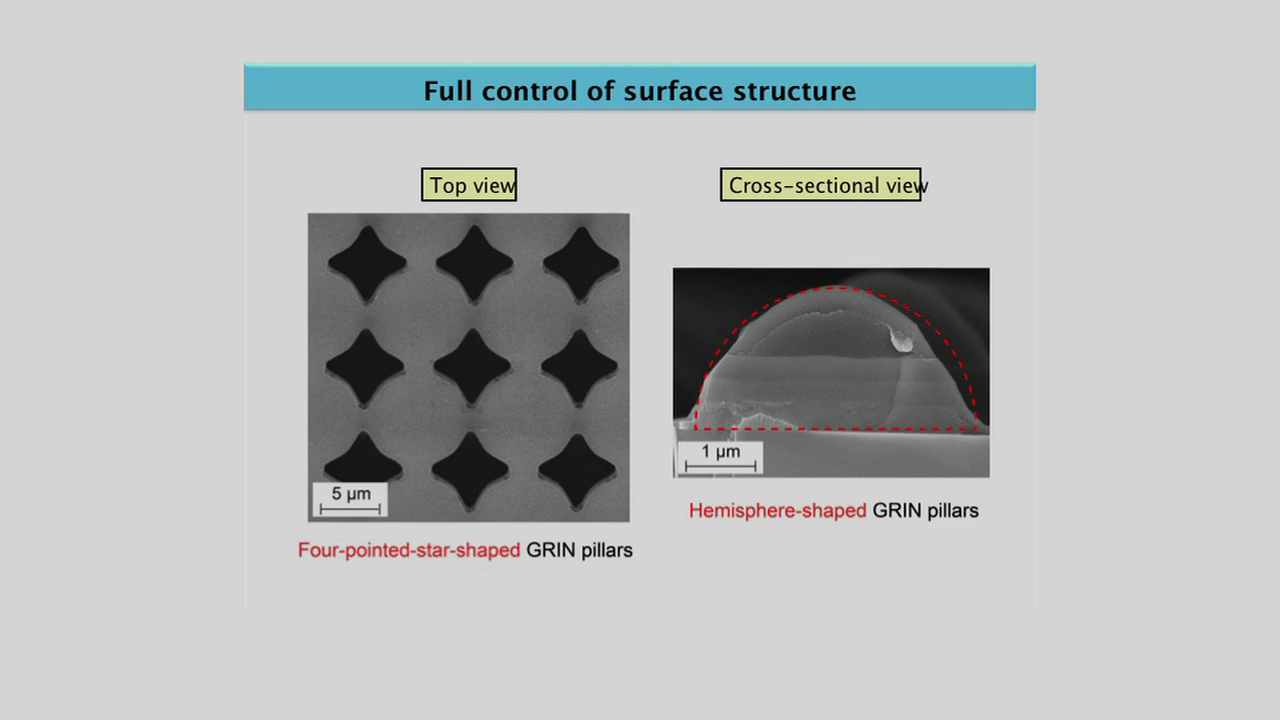 Full control of surface structure
Top view
Cross-sectional view
5 µm
1 µm
Four-pointed-star-shaped GRIN pillars
Hemisphere-shaped GRIN pillars